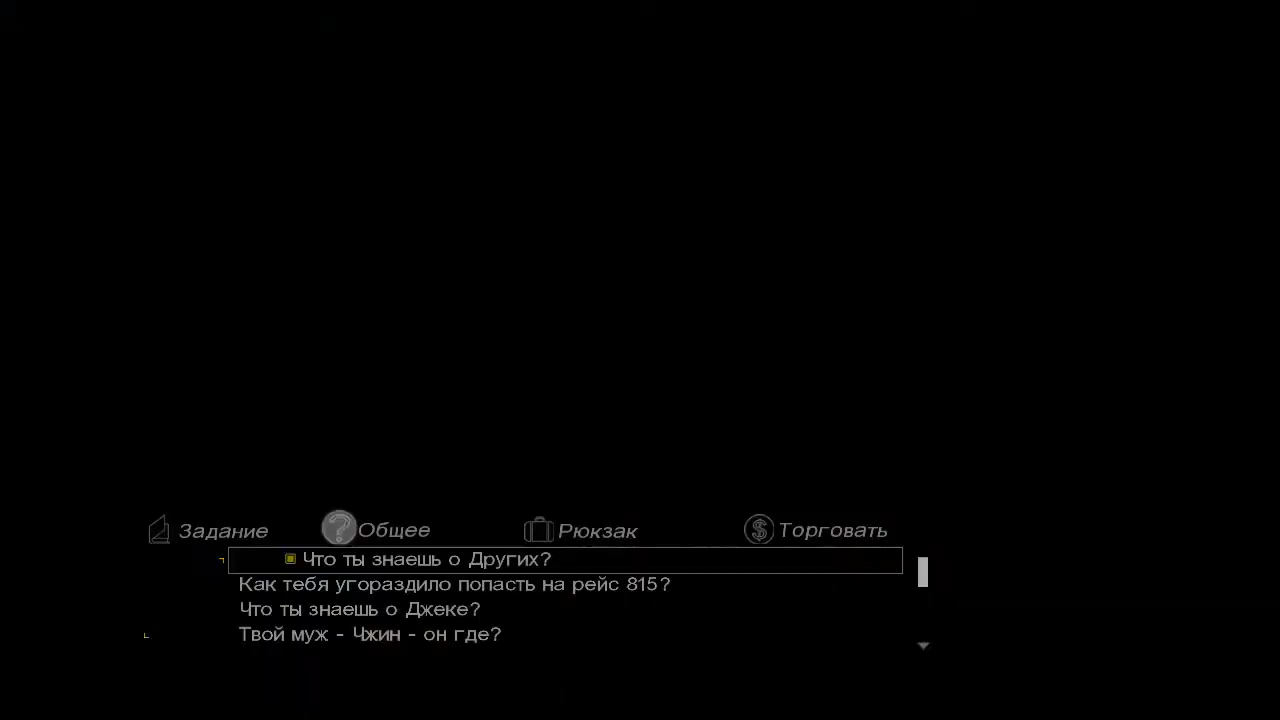 Задание Общее Рюкзак Торговать
Что ты знаешь о Других?
Как тебя угораздило попасть на рейс 815?
Что ты знаешь о Джеке?
Твой муж - Чжин - он где?